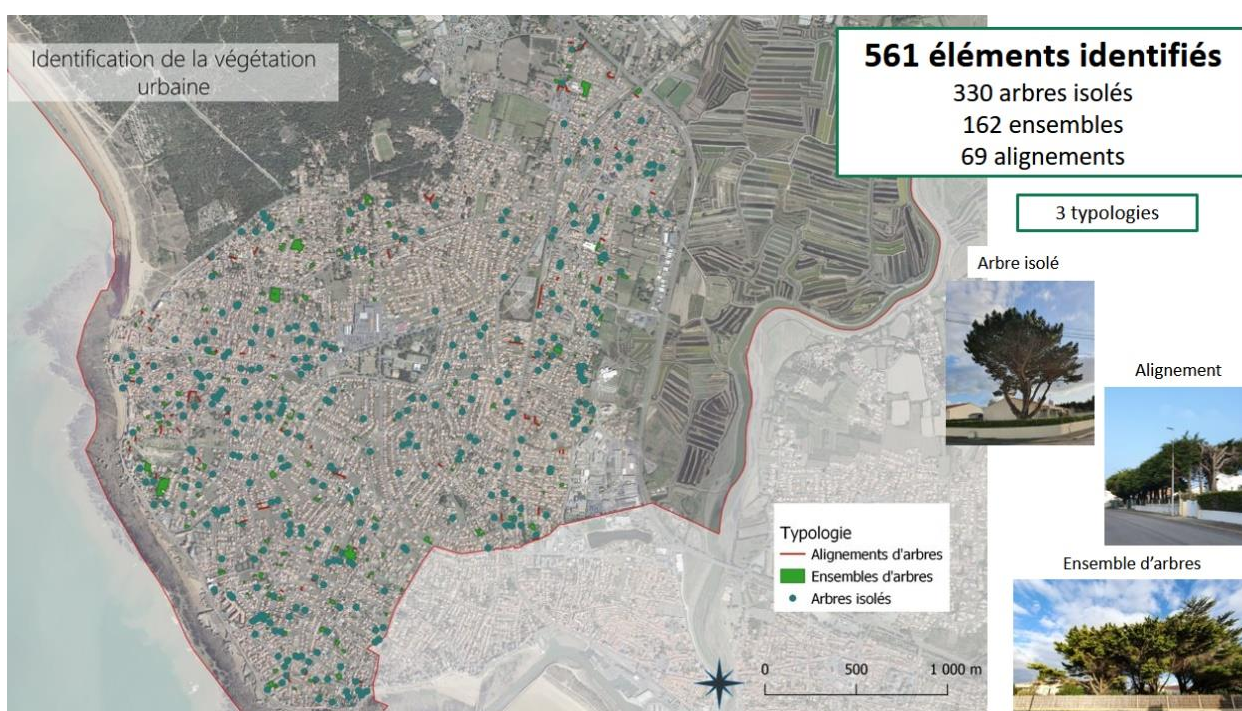 Identification de la végétation
urbaine
561 éléments identifiés
330 arbres isolés
162 ensembles
69 alignements
3 typologies
Arbre isolé
Alignement
Ensemble d'arbres
Typologie
Alignements d'arbres
Ensembles d'arbres
Arbres isolés
0 500 1 000 m